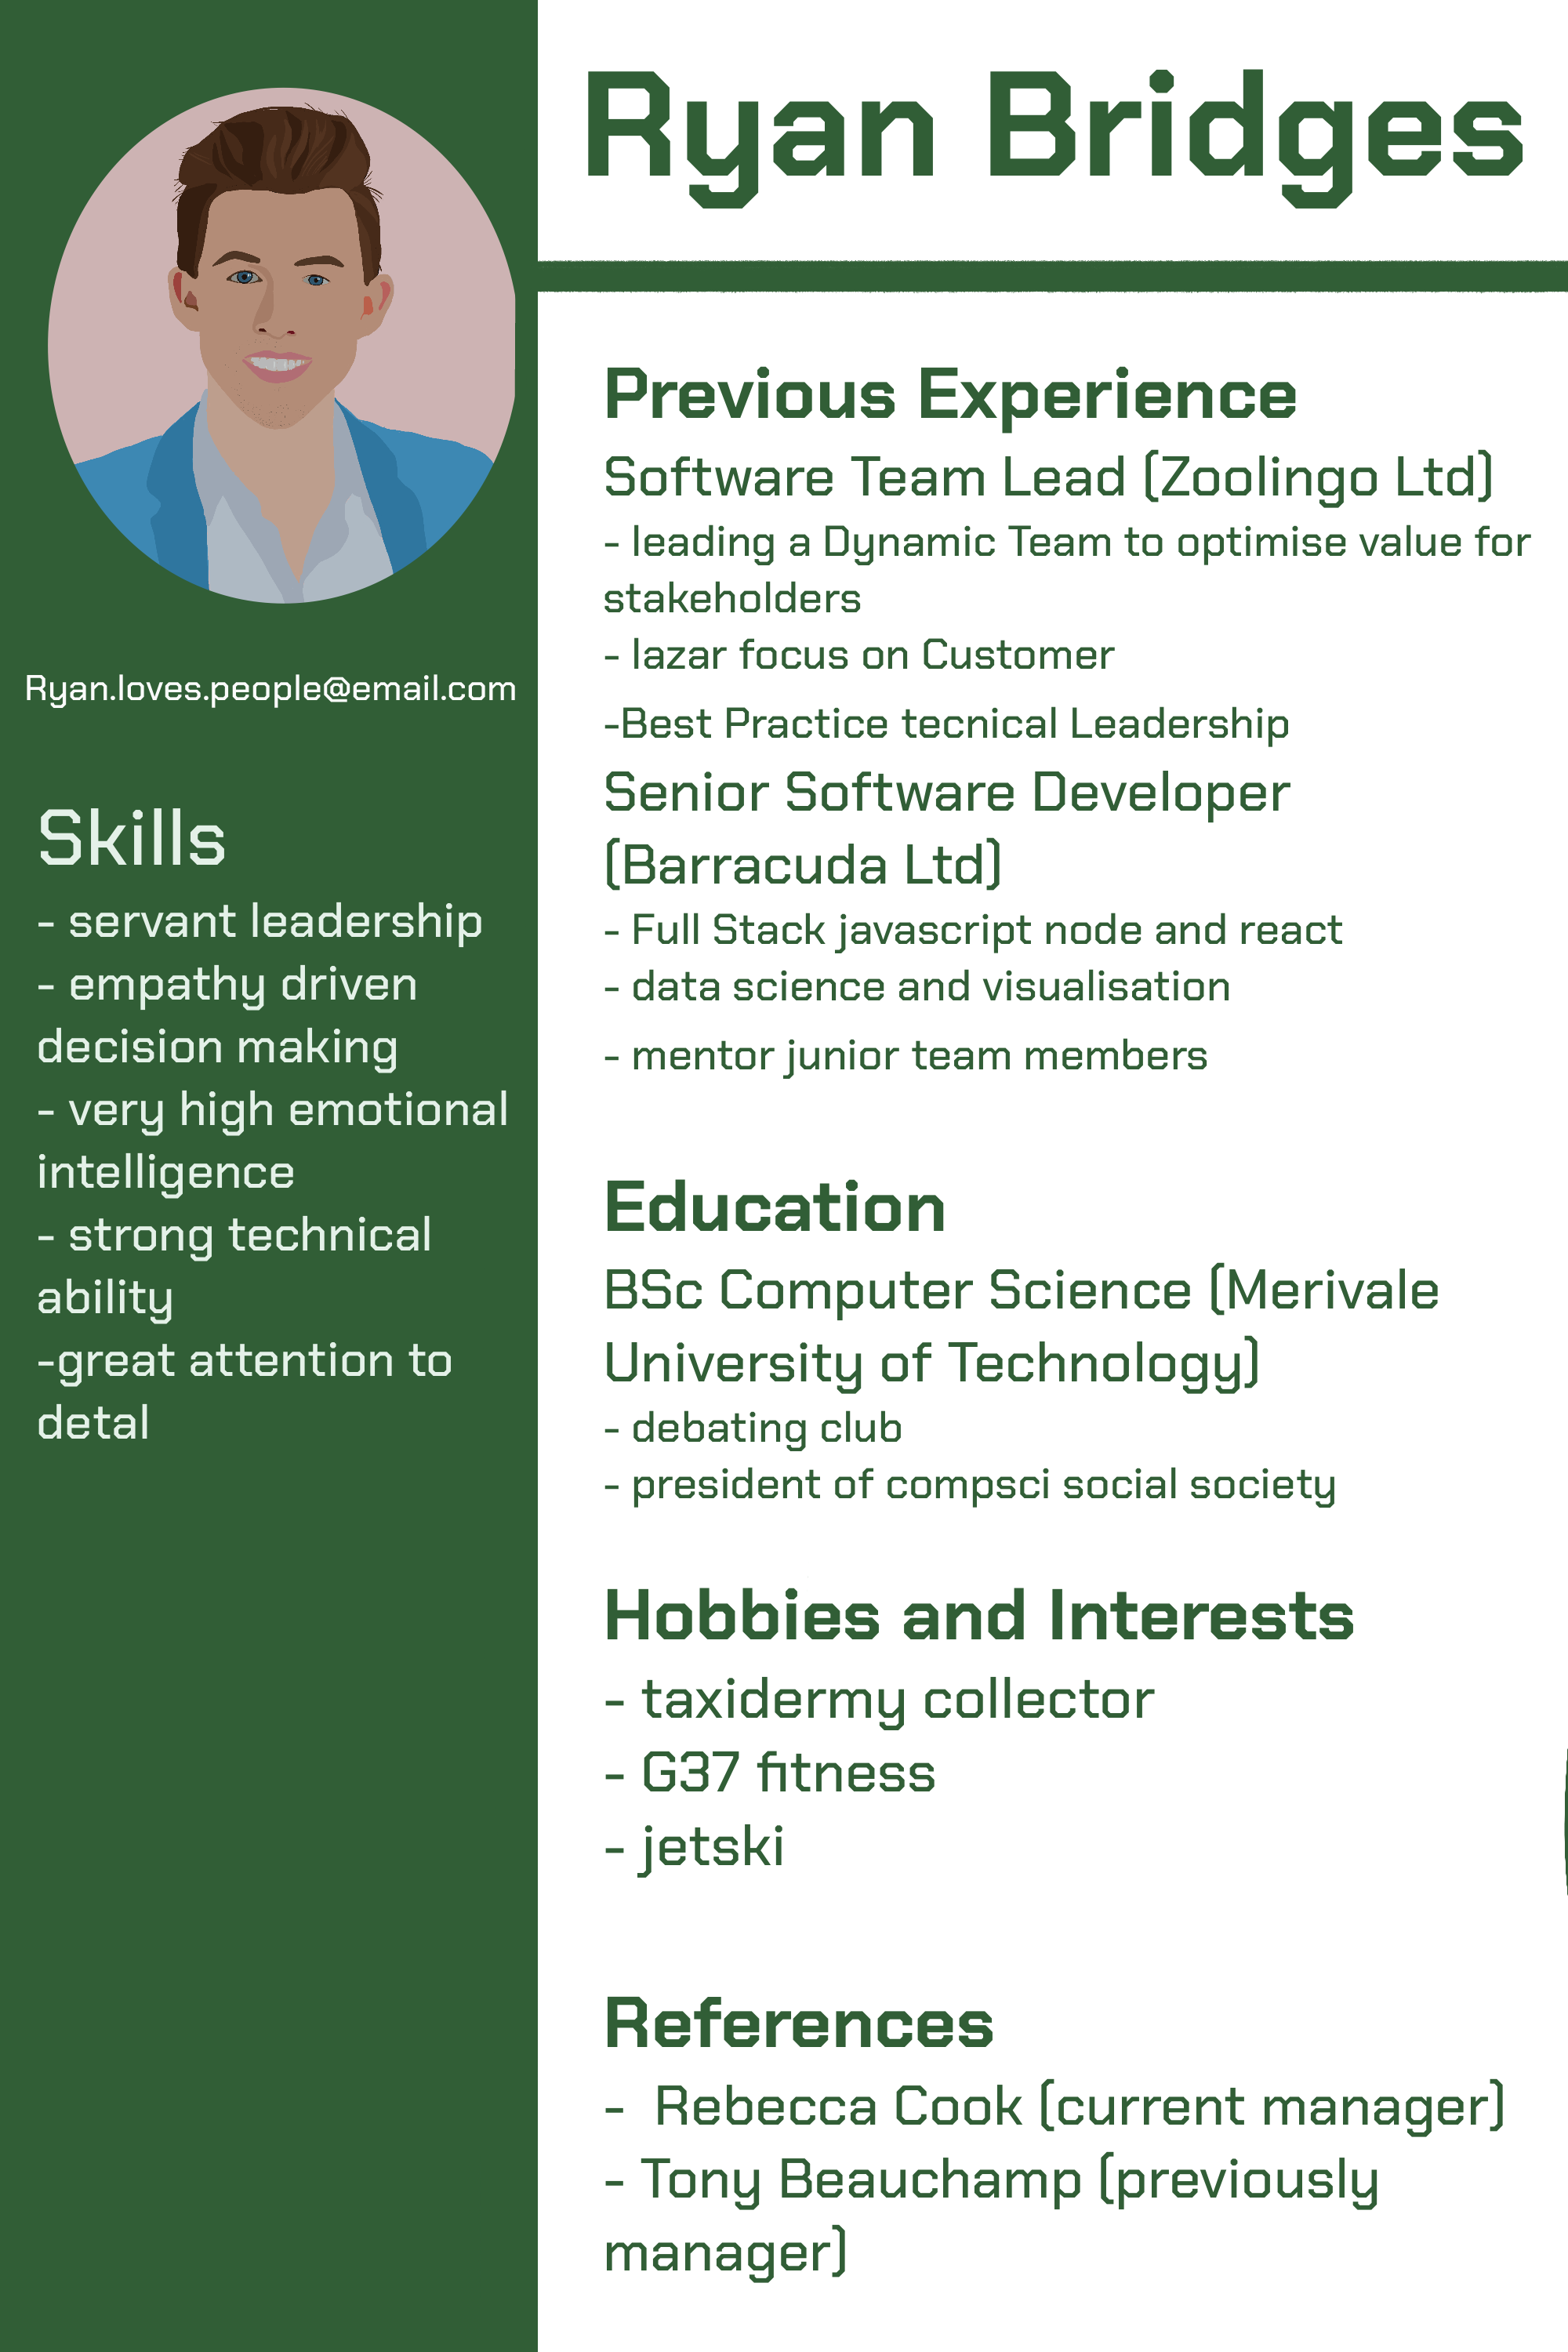 Ryan Bridges
Ryan.loves.people@email.com
Skills
- servant leadership
- empathy driven
decision making
- very high emotional
intelligence
- strong technical
ability
-great attention to
detal
Previous Experience
Software Team Lead (Zoolingo Ltd)
- leading a Dynamic Team to optimise value for
stakeholders
- lazar focus on Customer
-Best Practice tecnical Leadership
Senior Software Developer
(Barracuda Ltd)
- Full Stack javascript node and react
- data science and visualisation
- mentor junior team members
Education
BSc Computer Science (Merivale
University of Technology)
- debating club
- president of compsci social society
Hobbies and Interests
- taxidermy collector
- G37 fitness
- jetski
References
- Rebecca Cook (current manager)
- Tony Beauchamp (previously
manager)